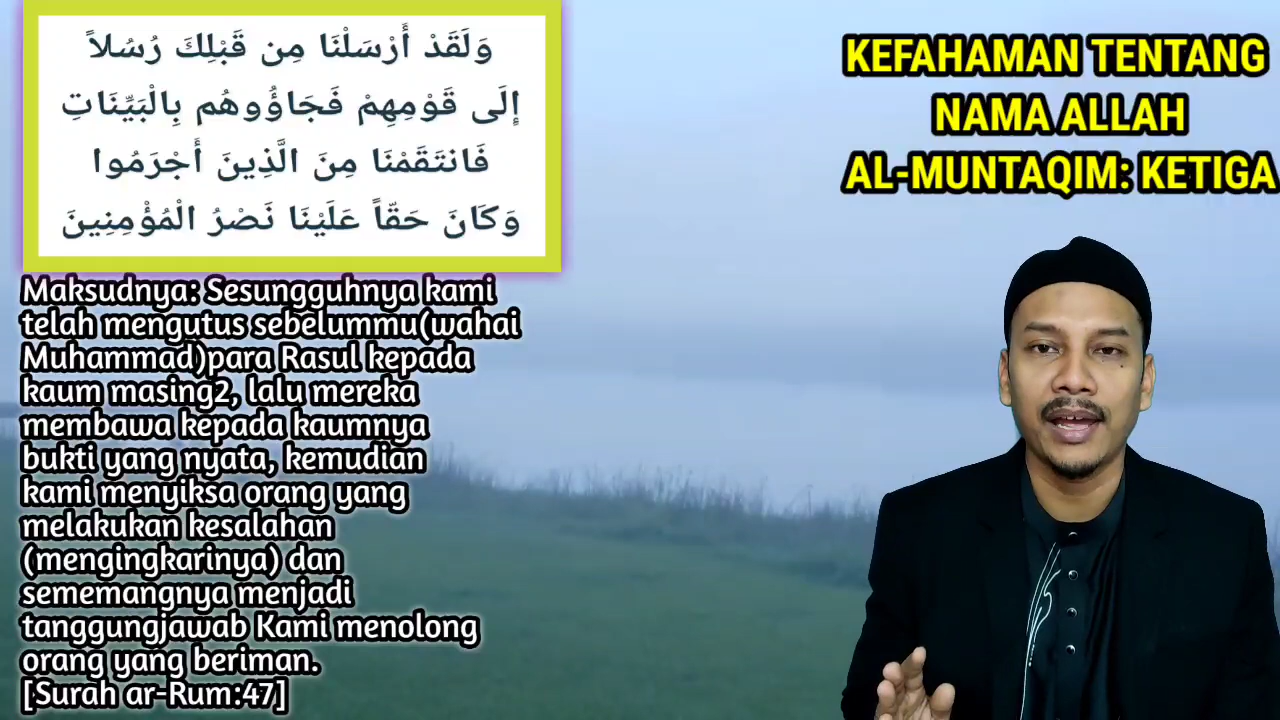 وَلَقَدْ أَرْسَلْنَا مِن قَبْلِكَ رُسُلاً
إِلَى قَوْمِهِمْ فَجَاؤُوهُم بِالْبَيِّنَاتِ
فَانتَقَمْنَا مِنَ الَّذِينَ أَجْرَمُوا
وَكَانَ حَقّاً عَلَيْنَا نَصْرُ الْمُؤْمِنِينَ
Maksudnya: Sesungguhnya kami
telah mengutus sebelummu(wahai
Muhammad)para Rasul kepada
kaum masing2, lalu mereka
membawa kepada kaumnya
bukti yang nyata, kemudian
kami menyiksa orang yang
melakukan kesalahan
(mengingkarinya) dan
sememangnya menjadi
tanggungjawab Kami menolong
orang yang beriman.
[Surah ar-Rum:47]
KEFAHAMAN TENTANG
NAMA ALLAH
AL-MUNTAQIM: KETIGA